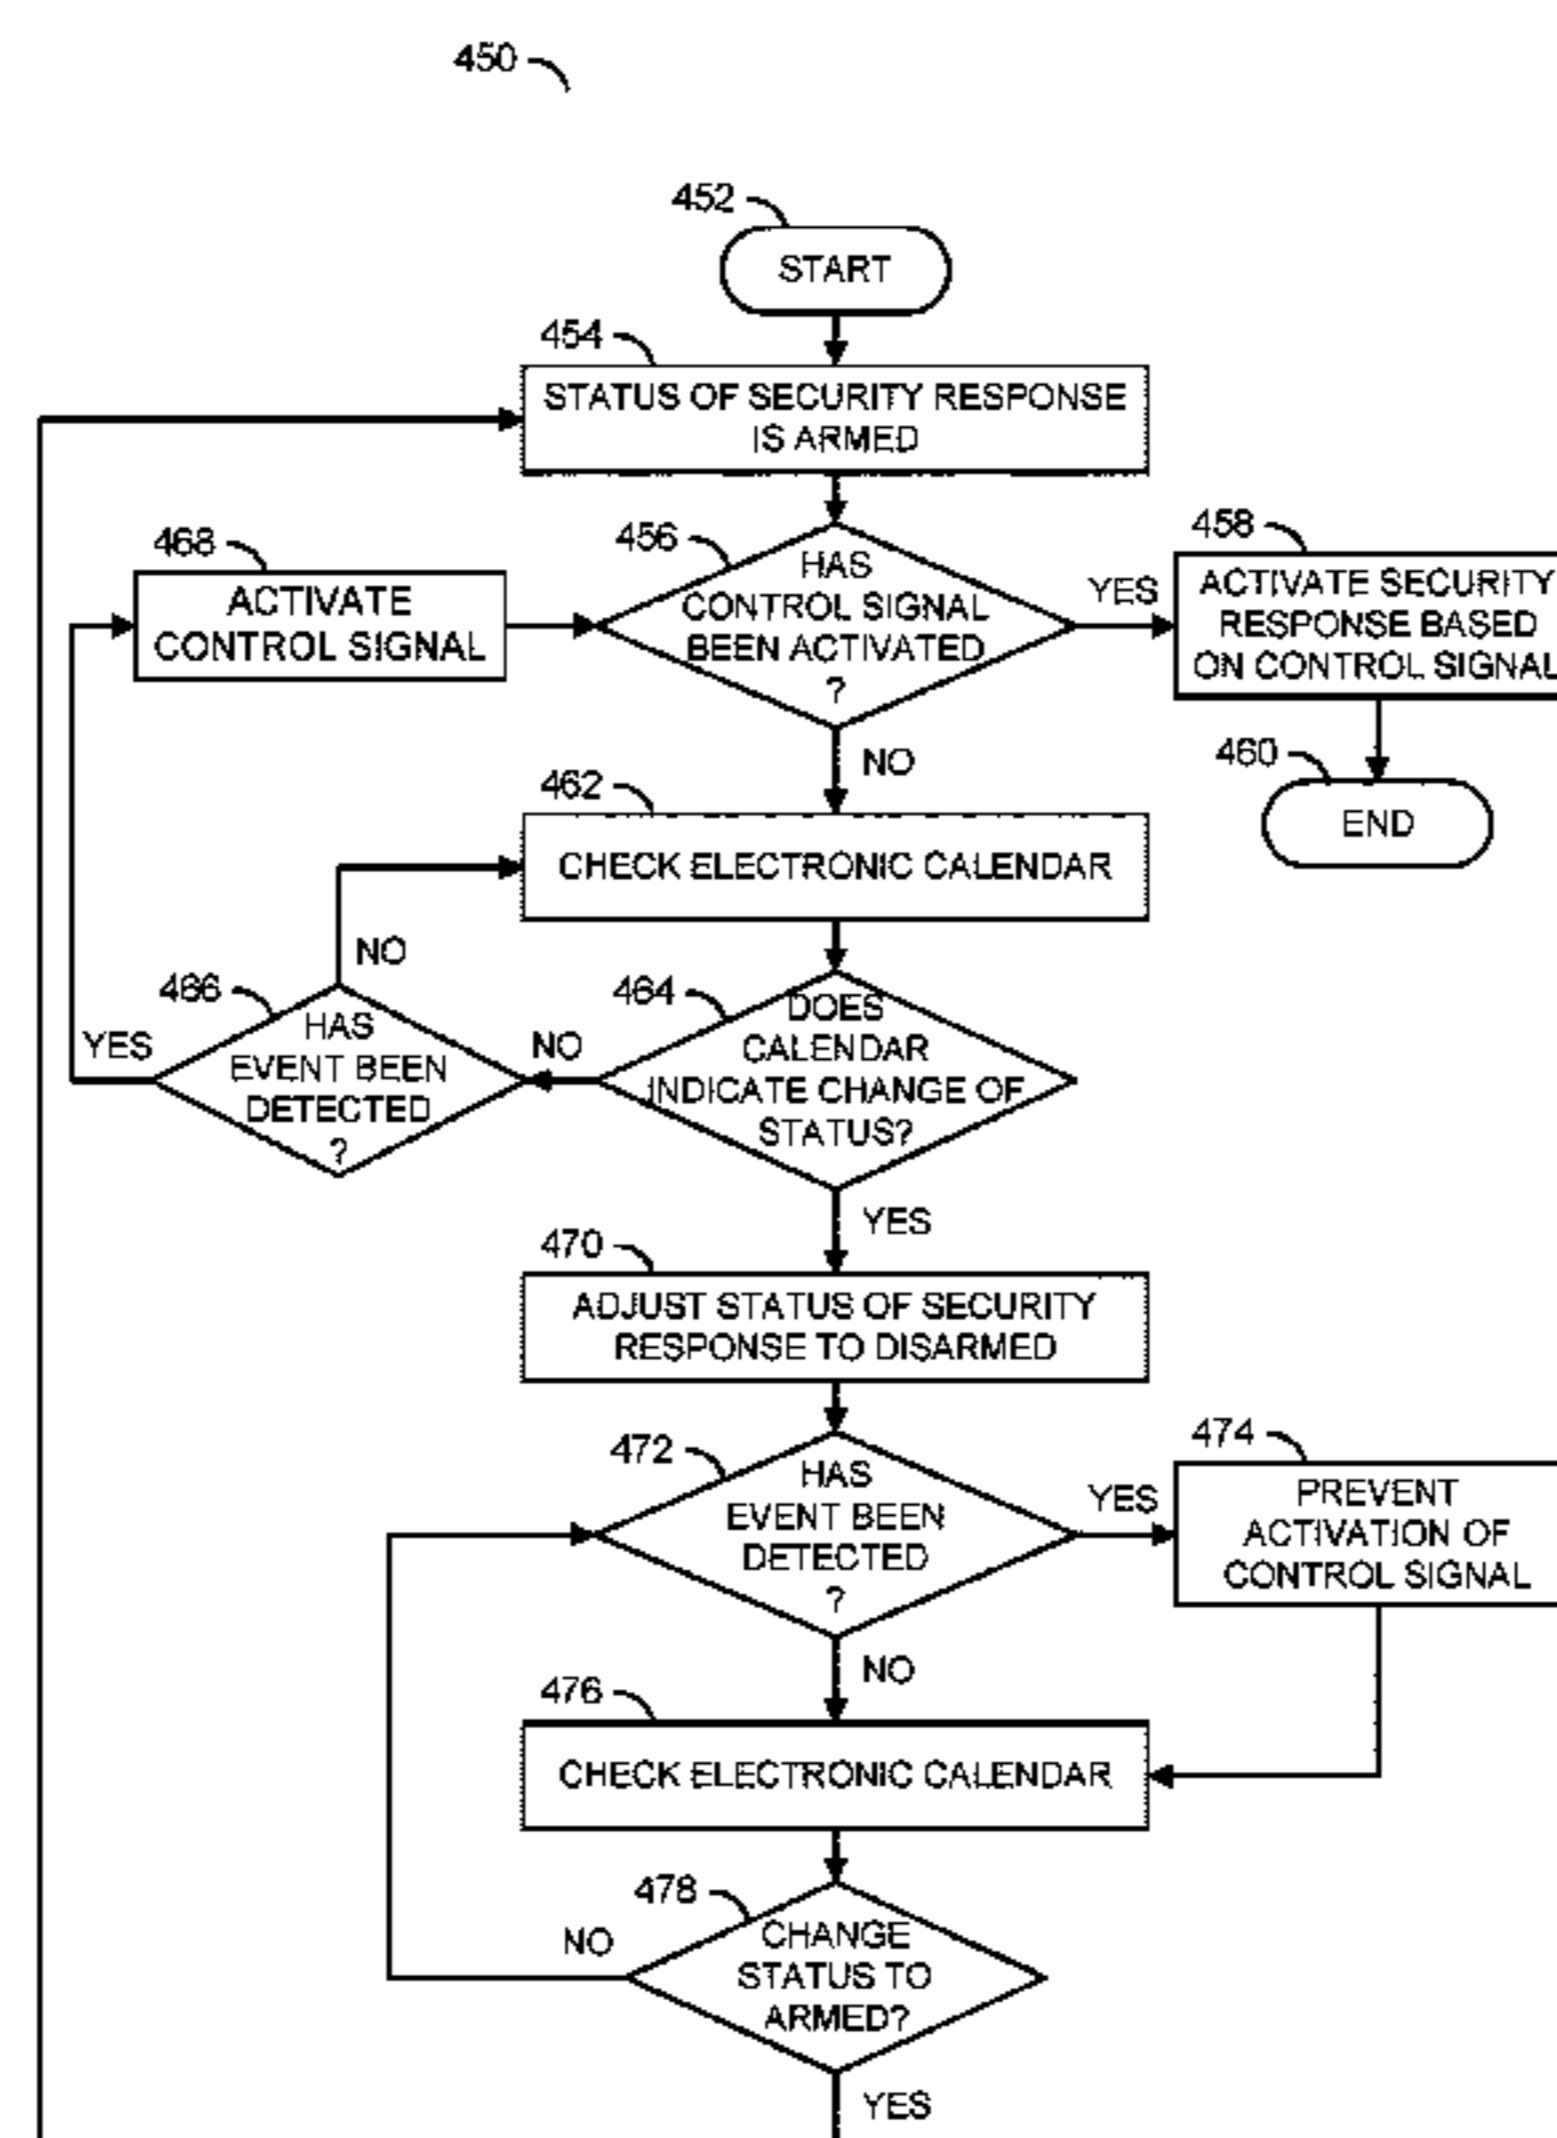 450
452
START
454
STATUS OF SECURITY RESPONSE
IS ARMED
468
ACTIVATE
CONTROL SIGNAL
456
HAS
CONTROL SIGNAL
BEEN ACTIVATED
?
YES
458
ACTIVATE SECURITY
RESPONSE BASED
ON CONTROL SIGNAL
NO
460
END
462
CHECK ELECTRONIC CALENDAR
NO
466
HAS
EVENT BEEN
DETECTED
?
YES
NO
464
DOES
CALENDAR
INDICATE CHANGE OF
STATUS?
YES
470
ADJUST STATUS OF SECURITY
RESPONSE TO DISARMED
472
HAS
EVENT BEEN
DETECTED
?
YES
474
PREVENT
ACTIVATION OF
CONTROL SIGNAL
NO
476
CHECK ELECTRONIC CALENDAR
478
CHANGE
STATUS TO
ARMED?
NO
YES